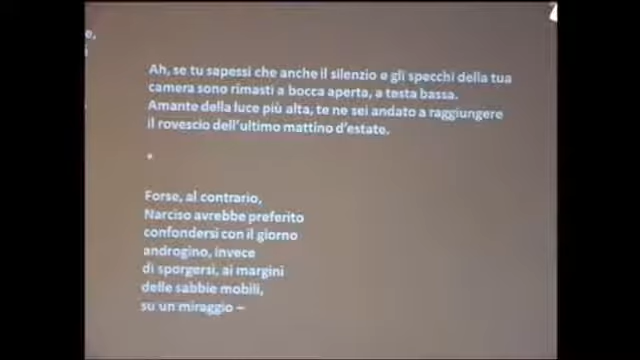 e,
i
Ah, se tu sapessi che anche il silenzio e gli specchi della tua
camera sono rimasti a bocca aperta, a testa bassa.
Amante della luce più alta, te ne sei andato a raggiungere
il rovescio dell'ultimo mattino d'estate.
*
Forse, al contrario,
Narciso avrebbe preferito
confondersi con il giorno
androgino, invece
di sporgersi, ai margini
delle sabbie mobili,
su un miraggio –